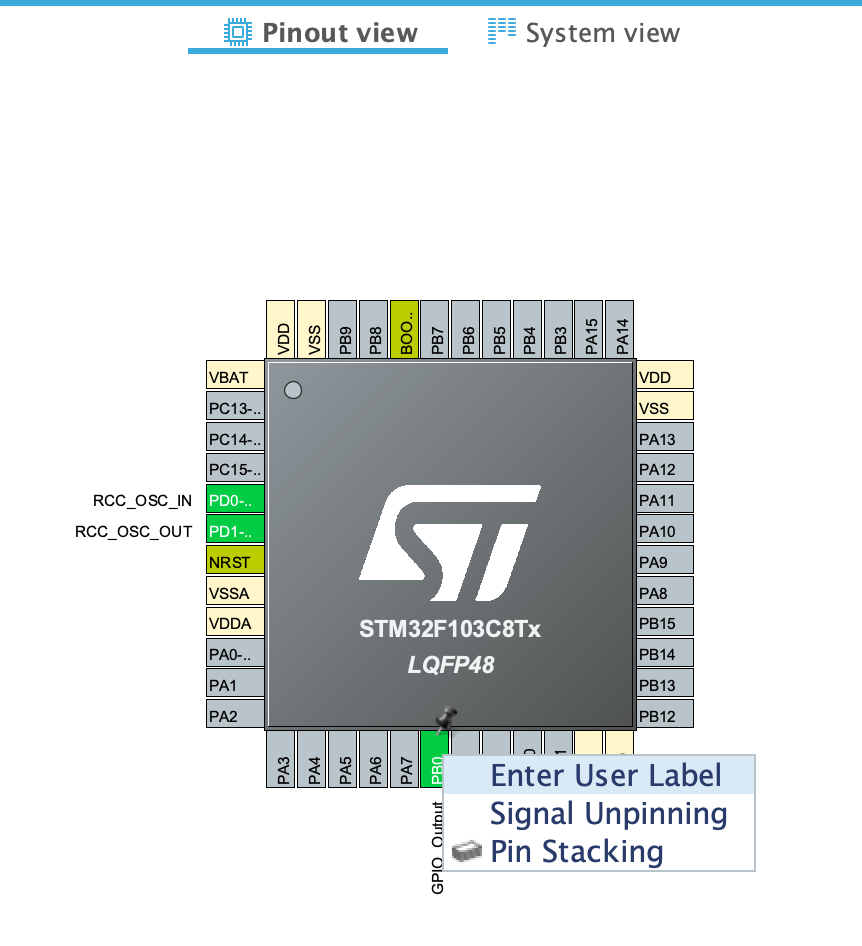 Pinout view
System view
VDD
VSS
PB9
PB8
BOO..
PB7
PB6
PB5
PB4
PB3
PA15
PA14
VBAT
PC13-..
PC14-..
PC15-..
RCC_OSC_IN PD0-..
RCC_OSC_OUT PD1-..
NRST
VSSA
VDDA
PA0-..
PA1
PA2
VDD
VSS
PA13
PA12
PA11
PA10
PA9
PA8
PB15
PB14
PB13
PB12
STM32F103C8Tx
LQFP48
PA3
PA4
PA5
PA6
PA7
PB0
GPIO_Output
Enter User Label
Signal Unpinning
Pin Stacking